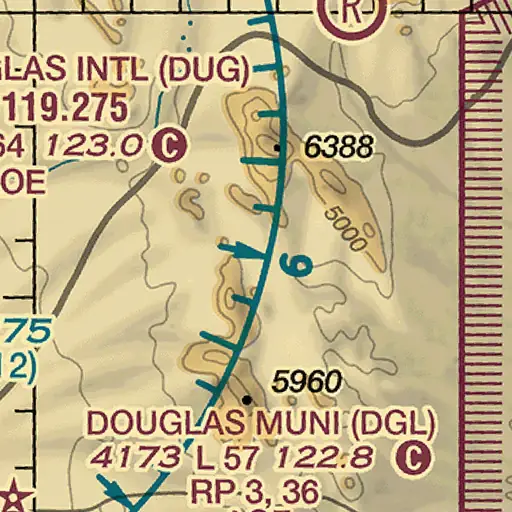 R
GLAS INTL (DUG)
119.275
64 123.0 C
OE
6388
5000
9
75
12)
5960
DOUGLAS MUNI (DGL)
4173 L 57 122.8 C
RP 3, 36